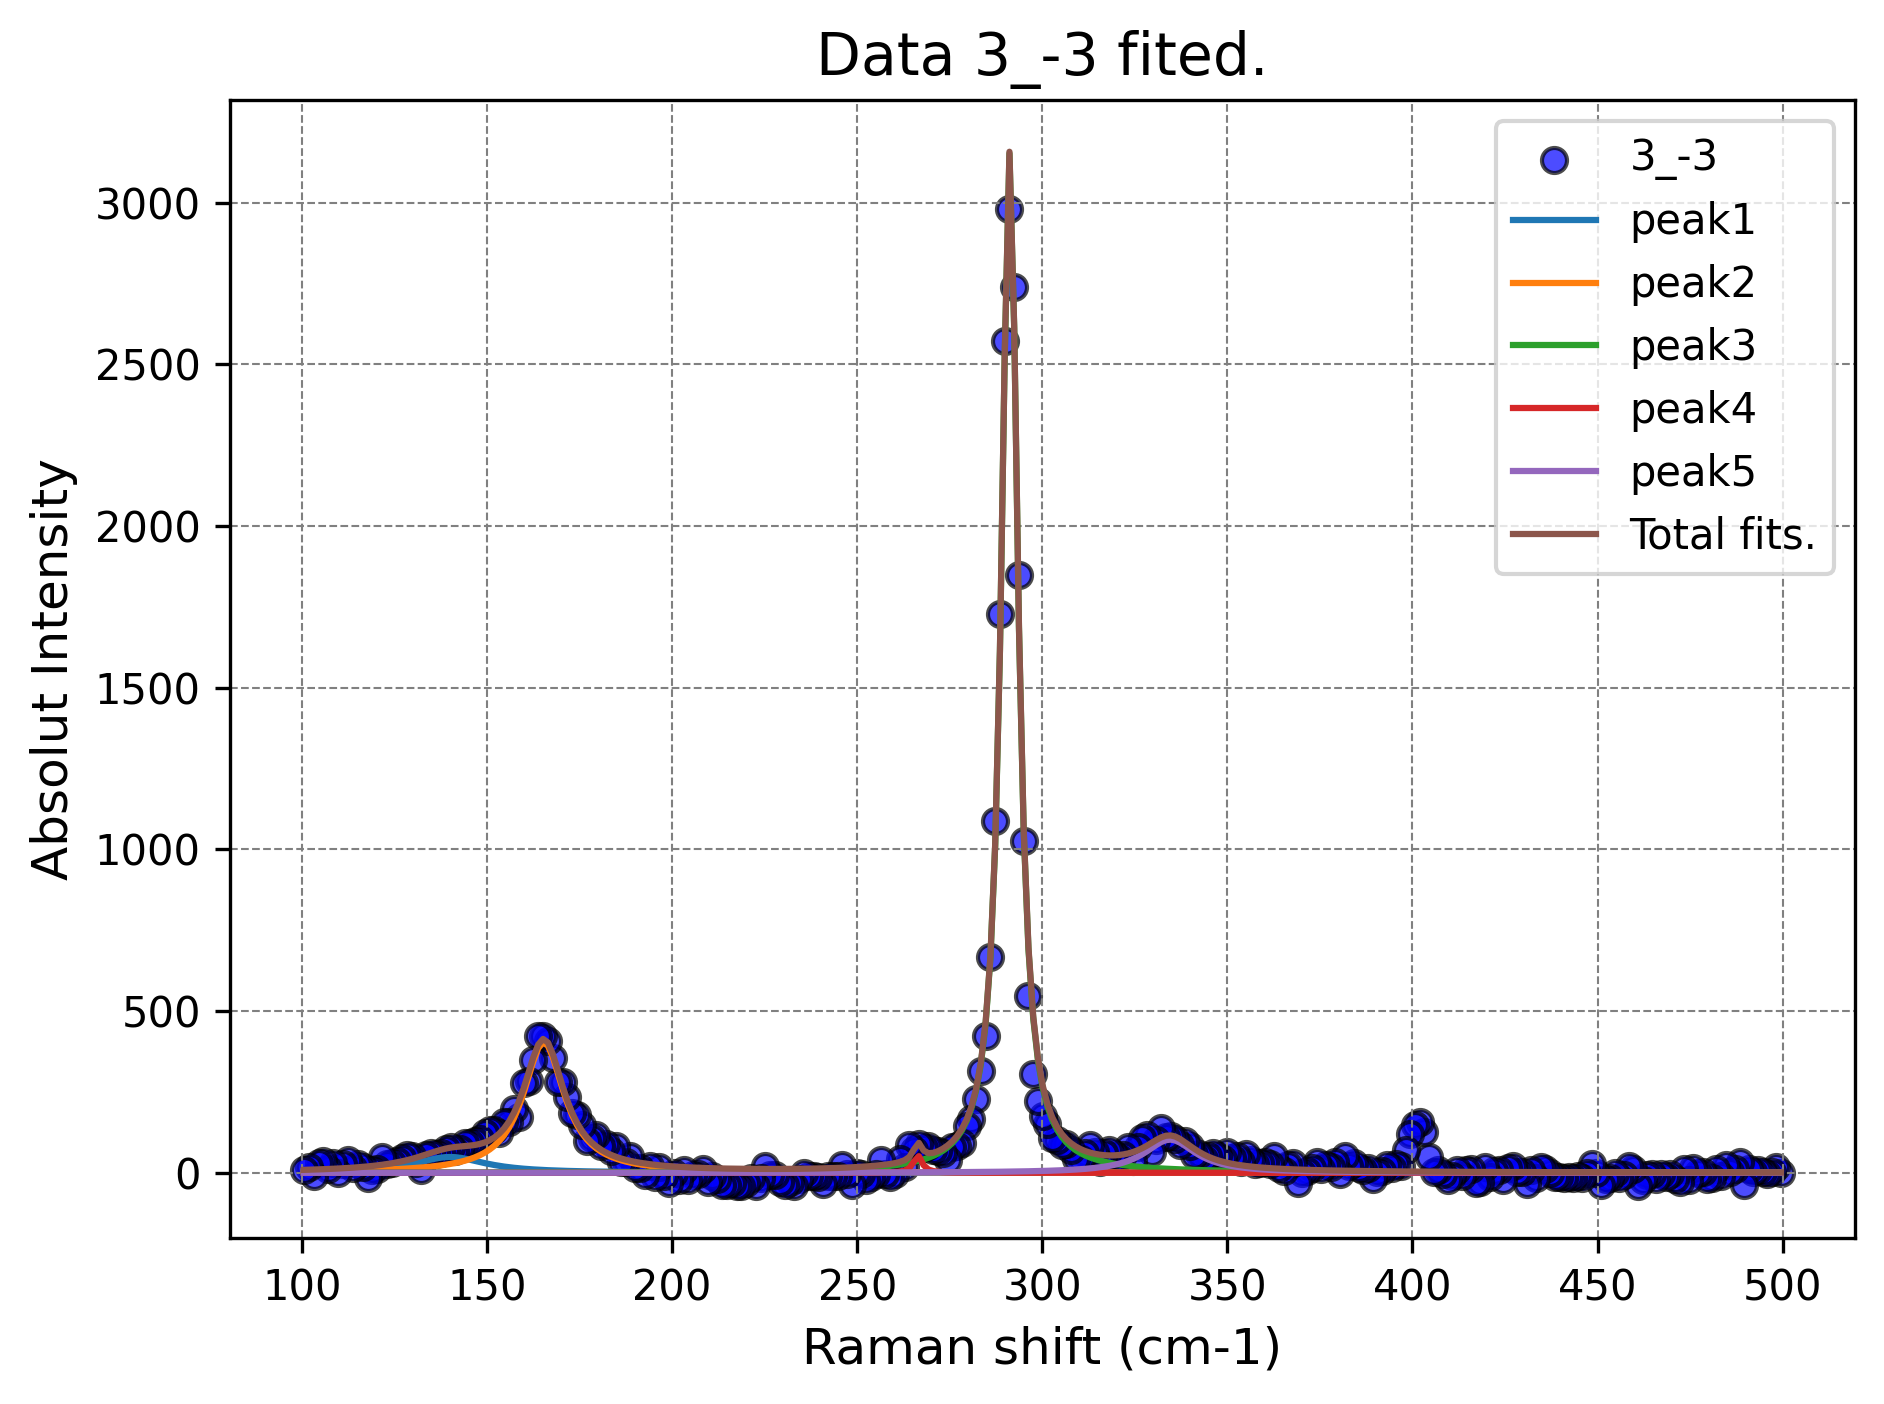 Data 3_-3 fited.
3_-3
peak1
peak2
peak3
peak4
peak5
Total fits.
Absolut Intensity
3000
2500
2000
1500
1000
500
0
100 150 200 250 300 350 400 450 500
Raman shift (cm-1)